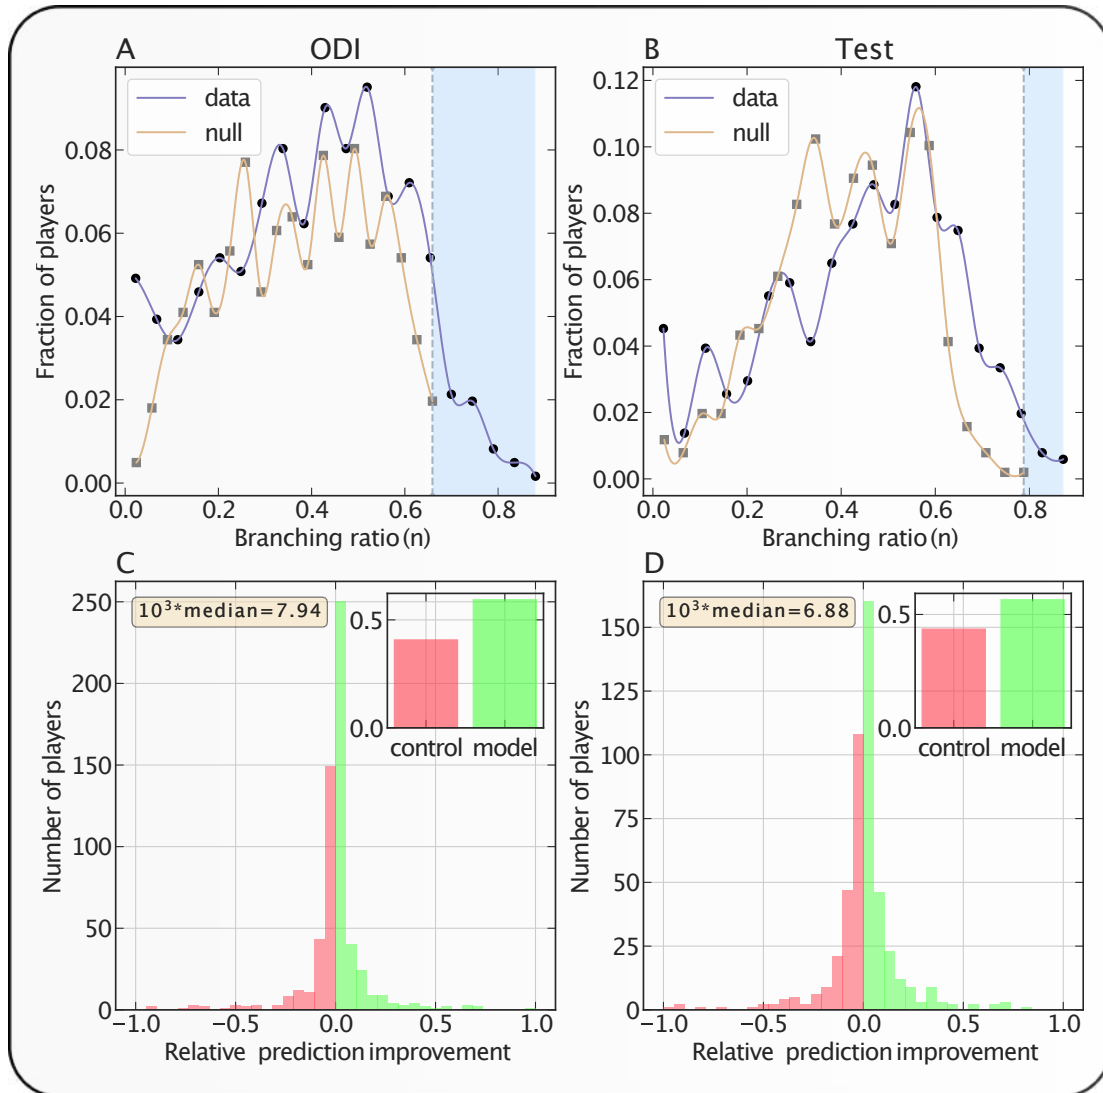 A
ODI
data
null
0.08
0.06
0.04
0.02
0.00
Fraction of players
0.0
0.2
0.4
0.6
0.8
Branching ratio (n)
B
Test
data
null
0.12
0.10
0.08
0.06
0.04
0.02
0.00
Fraction of players
0.0
0.2
0.4
0.6
0.8
Branching ratio (n)
C
10³*median=7.94
0.5
0.0
control
model
250
200
150
100
50
0
Number of players
−1.0
−0.5
0.0
0.5
1.0
Relative prediction improvement
D
10³*median=6.88
0.5
0.0
control
model
150
125
100
75
50
25
0
Number of players
−1.0
−0.5
0.0
0.5
1.0
Relative prediction improvement